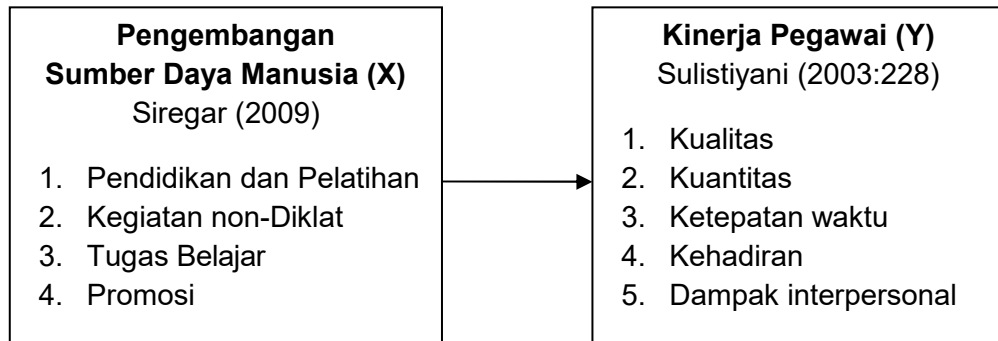 Pengembangan
Sumber Daya Manusia (X)
Siregar (2009)
1. Pendidikan dan Pelatihan
2. Kegiatan non-Diklat
3. Tugas Belajar
4. Promosi
Kinerja Pegawai (Y)
Sulistiyani (2003:228)
1. Kualitas
2. Kuantitas
3. Ketepatan waktu
4. Kehadiran
5. Dampak interpersonal